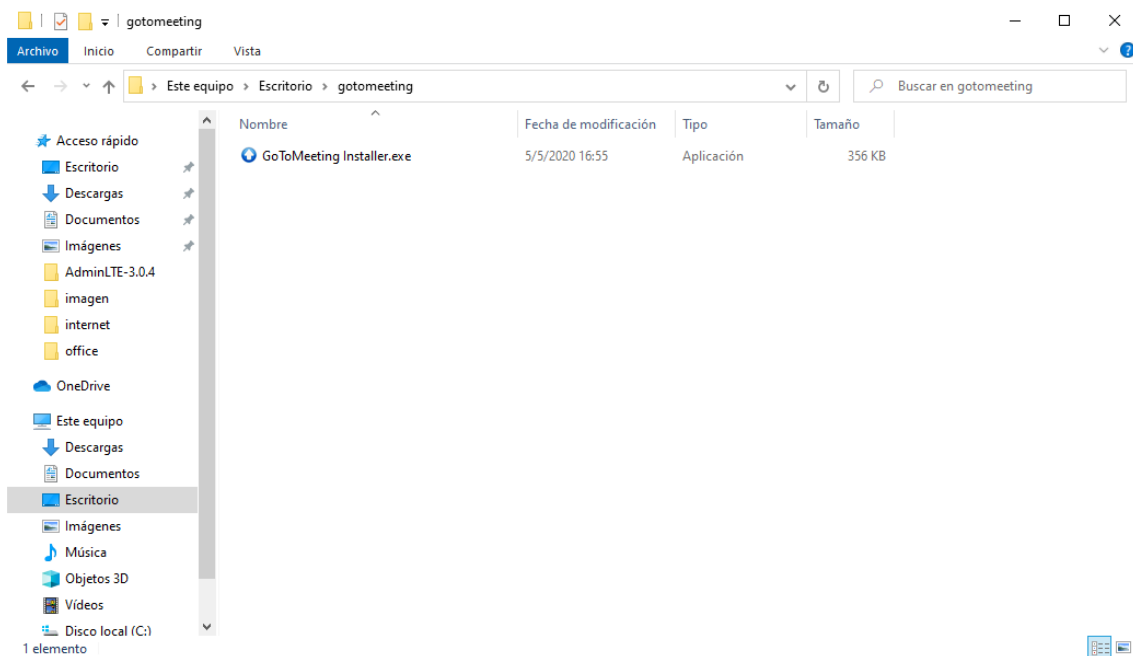 gotomeeting
Archivo Inicio Compartir Vista
Este equipo > Escritorio > gotomeeting Buscar en gotomeeting
Nombre Fecha de modificación Tipo Tamaño
GoToMeeting Installer.exe 5/5/2020 16:55 Aplicación 356 KB
Acceso rápido
Escritorio
Descargas
Documentos
Imágenes
AdminLTE-3.0.4
imagen
internet
office
OneDrive
Este equipo
Descargas
Documentos
Escritorio
Imágenes
Música
Objetos 3D
Vídeos
Disco local (C:)
1 elemento